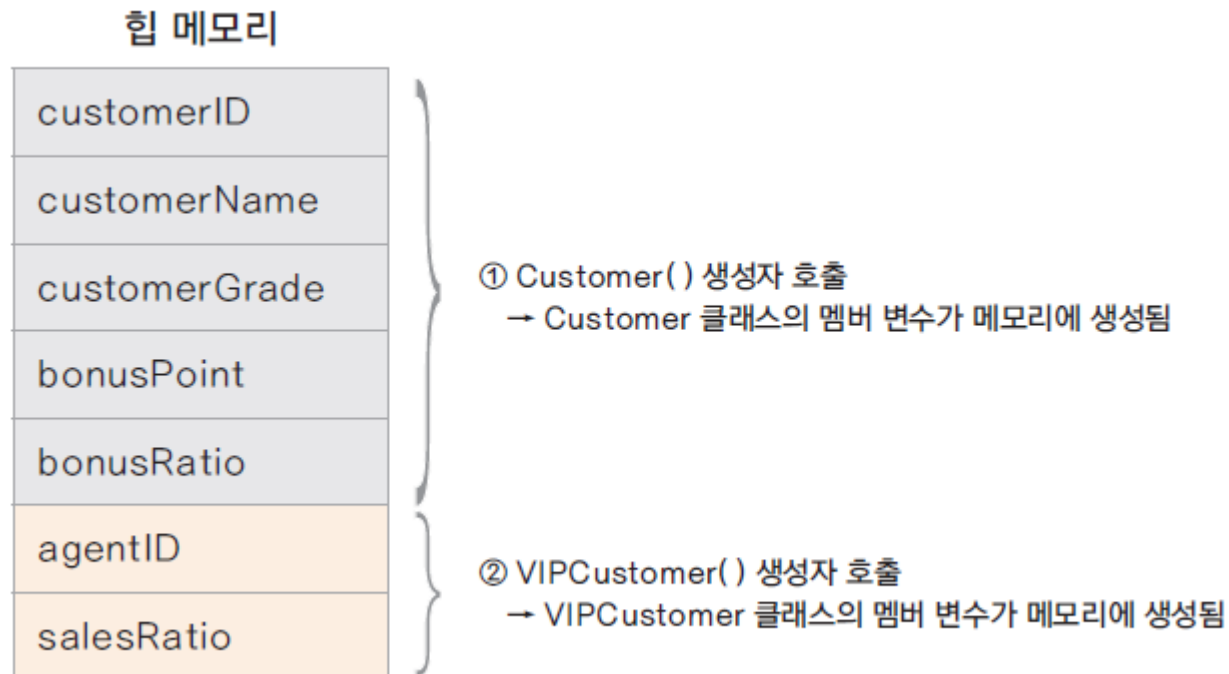 힙 메모리
customerID
customerName
customerGrade
bonusPoint
bonusRatio
agentID
salesRatio
① Customer( ) 생성자 호출
→ Customer 클래스의 멤버 변수가 메모리에 생성됨
② VIPCustomer( ) 생성자 호출
→ VIPCustomer 클래스의 멤버 변수가 메모리에 생성됨